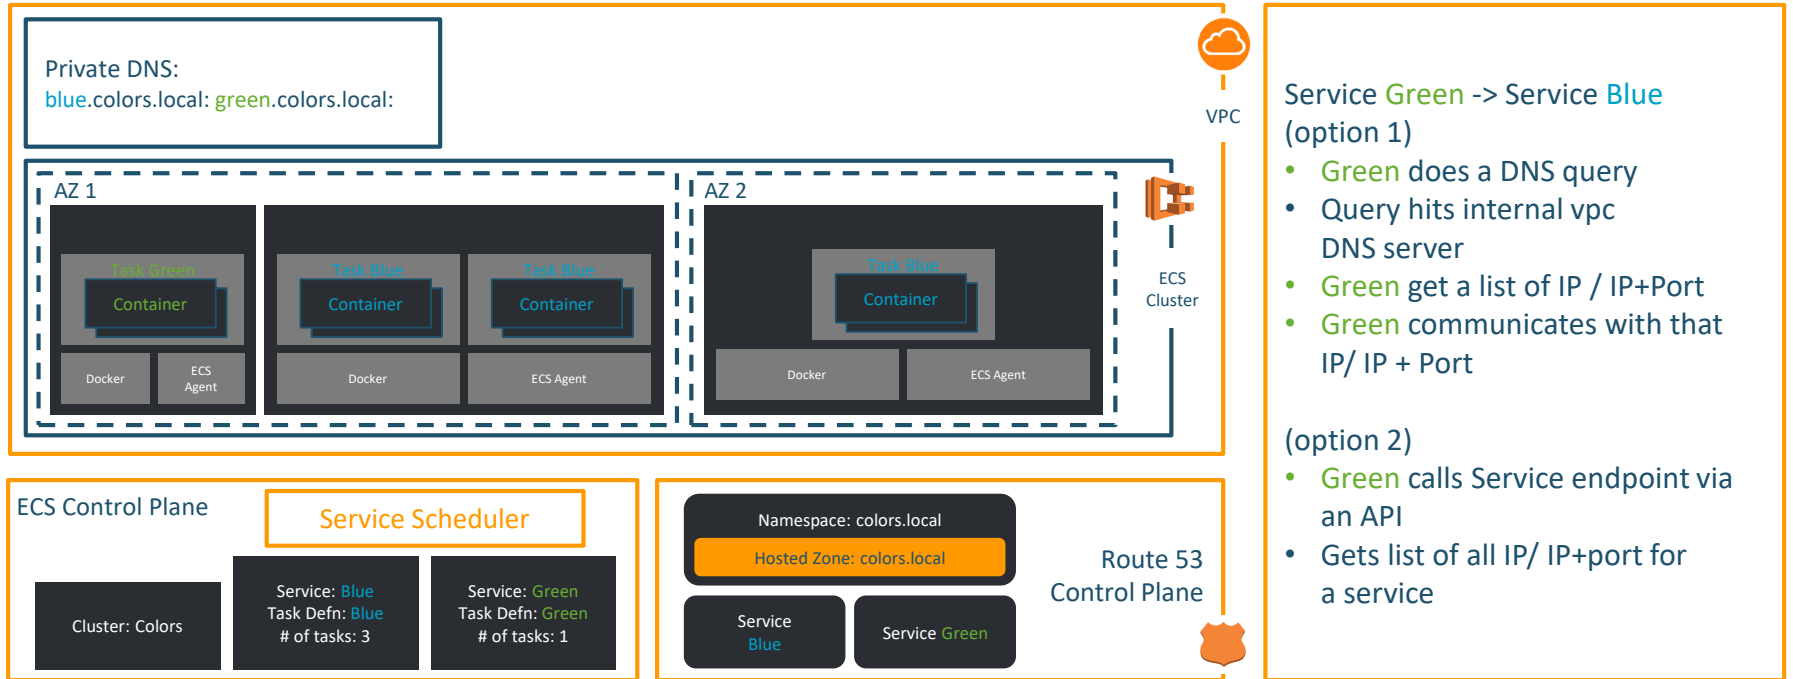 Private DNS:
blue.colors.local: green.colors.local:
VPC
AZ 1
Task Green
Container
Docker
ECS
Agent
Task Blue
Container
Task Blue
Container
Docker
ECS Agent
AZ 2
Task Blue
Container
Docker
ECS Agent
ECS
Cluster
ECS Control Plane
Service Scheduler
Cluster: Colors
Service: Blue
Task Defn: Blue
# of tasks: 3
Service: Green
Task Defn: Green
# of tasks: 1
Namespace: colors.local
Hosted Zone: colors.local
Service
Blue
Service Green
Route 53
Control Plane
Service Green -> Service Blue
(option 1)
• Green does a DNS query
• Query hits internal vpc
DNS server
• Green get a list of IP / IP+Port
• Green communicates with that
IP/ IP + Port
(option 2)
• Green calls Service endpoint via
an API
• Gets list of all IP/ IP+port for
a service